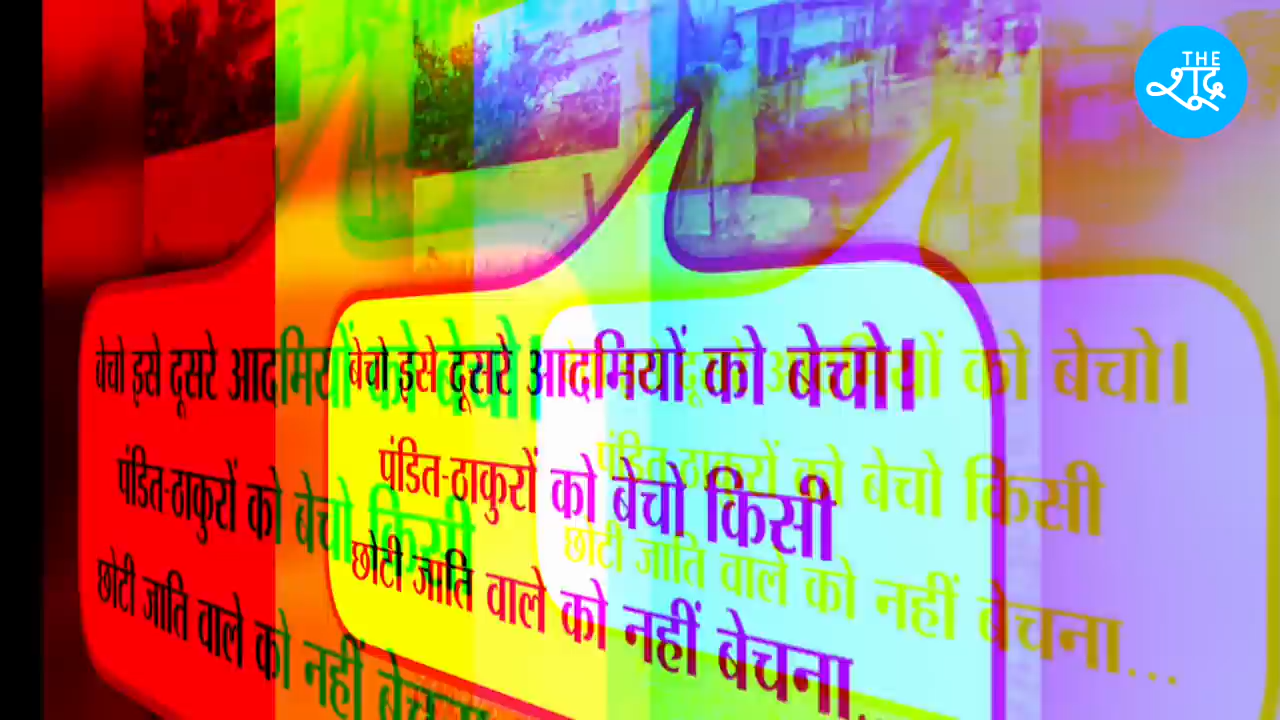 THE
शूद्र
बेचो इसे दूसरे आदमियों को बेचो।
पंडित-ठाकुरों को बेचो किसी
छोटी जाति वाले को नहीं बेचना...